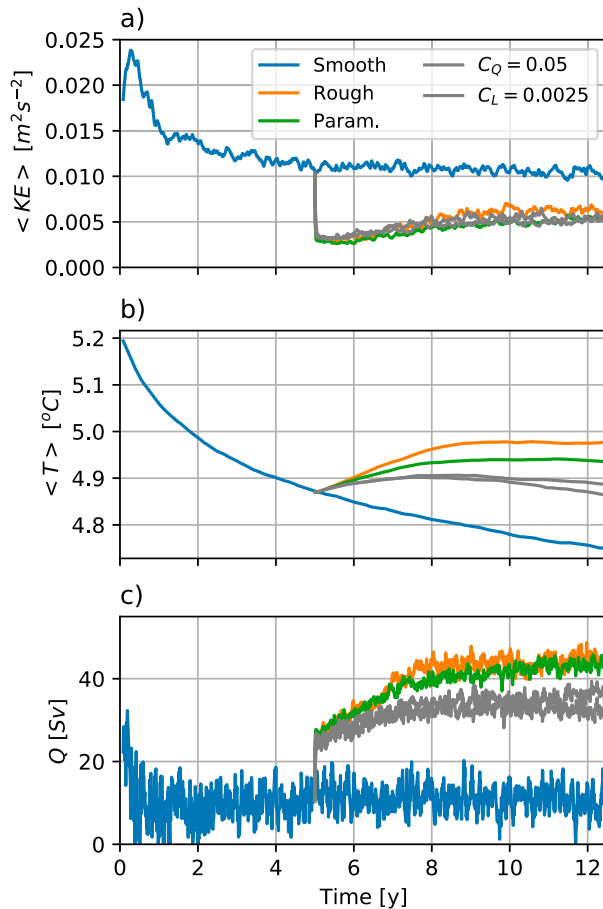 a)
0.025
0.020
0.015
0.010
0.005
0.000
< KE > [m²s⁻²]
Smooth
Rough
Param.
C_Q = 0.05
C_L = 0.0025
b)
5.2
5.1
5.0
4.9
4.8
< T > [°C]
c)
40
20
0
Q [Sv]
0 2 4 6 8 10 12
Time [y]